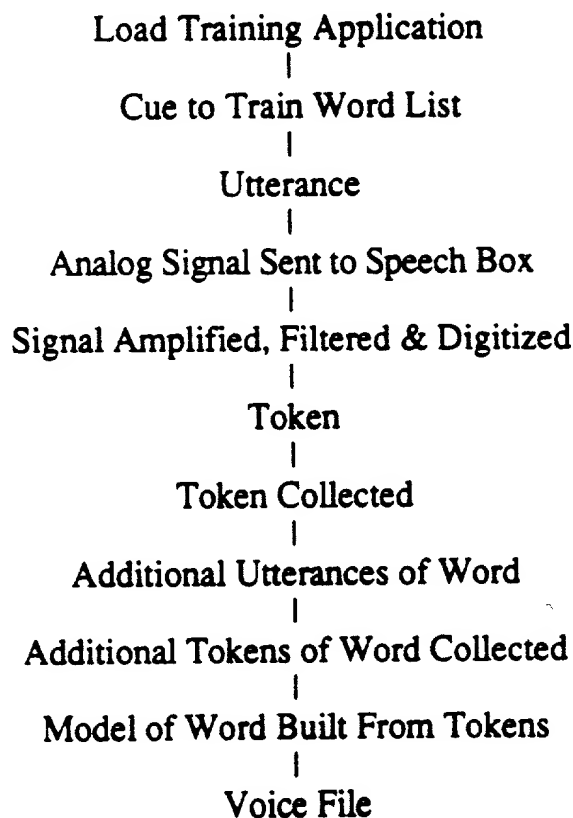 Load Training Application
Cue to Train Word List
Utterance
Analog Signal Sent to Speech Box
Signal Amplified, Filtered & Digitized
Token
Token Collected
Additional Utterances of Word
Additional Tokens of Word Collected
Model of Word Built From Tokens
Voice File